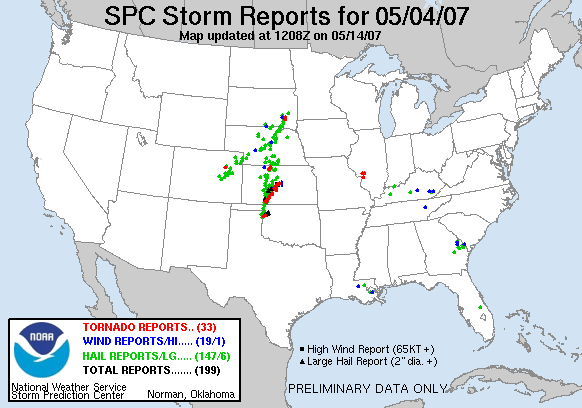 SPC Storm Reports for 05/04/07
Map updated at 1208Z on 05/14/07
NOAA
TORNADO REPORTS.. (33)
WIND REPORTS/HI..... (19/1)
HAIL REPORTS/LG..... (147/6)
TOTAL REPORTS....... (199)
National Weather Service
Storm Prediction Center
Norman, Oklahoma
High Wind Report (65KT +)
Large Hail Report (2" dia. +)
PRELIMINARY DATA ONLY